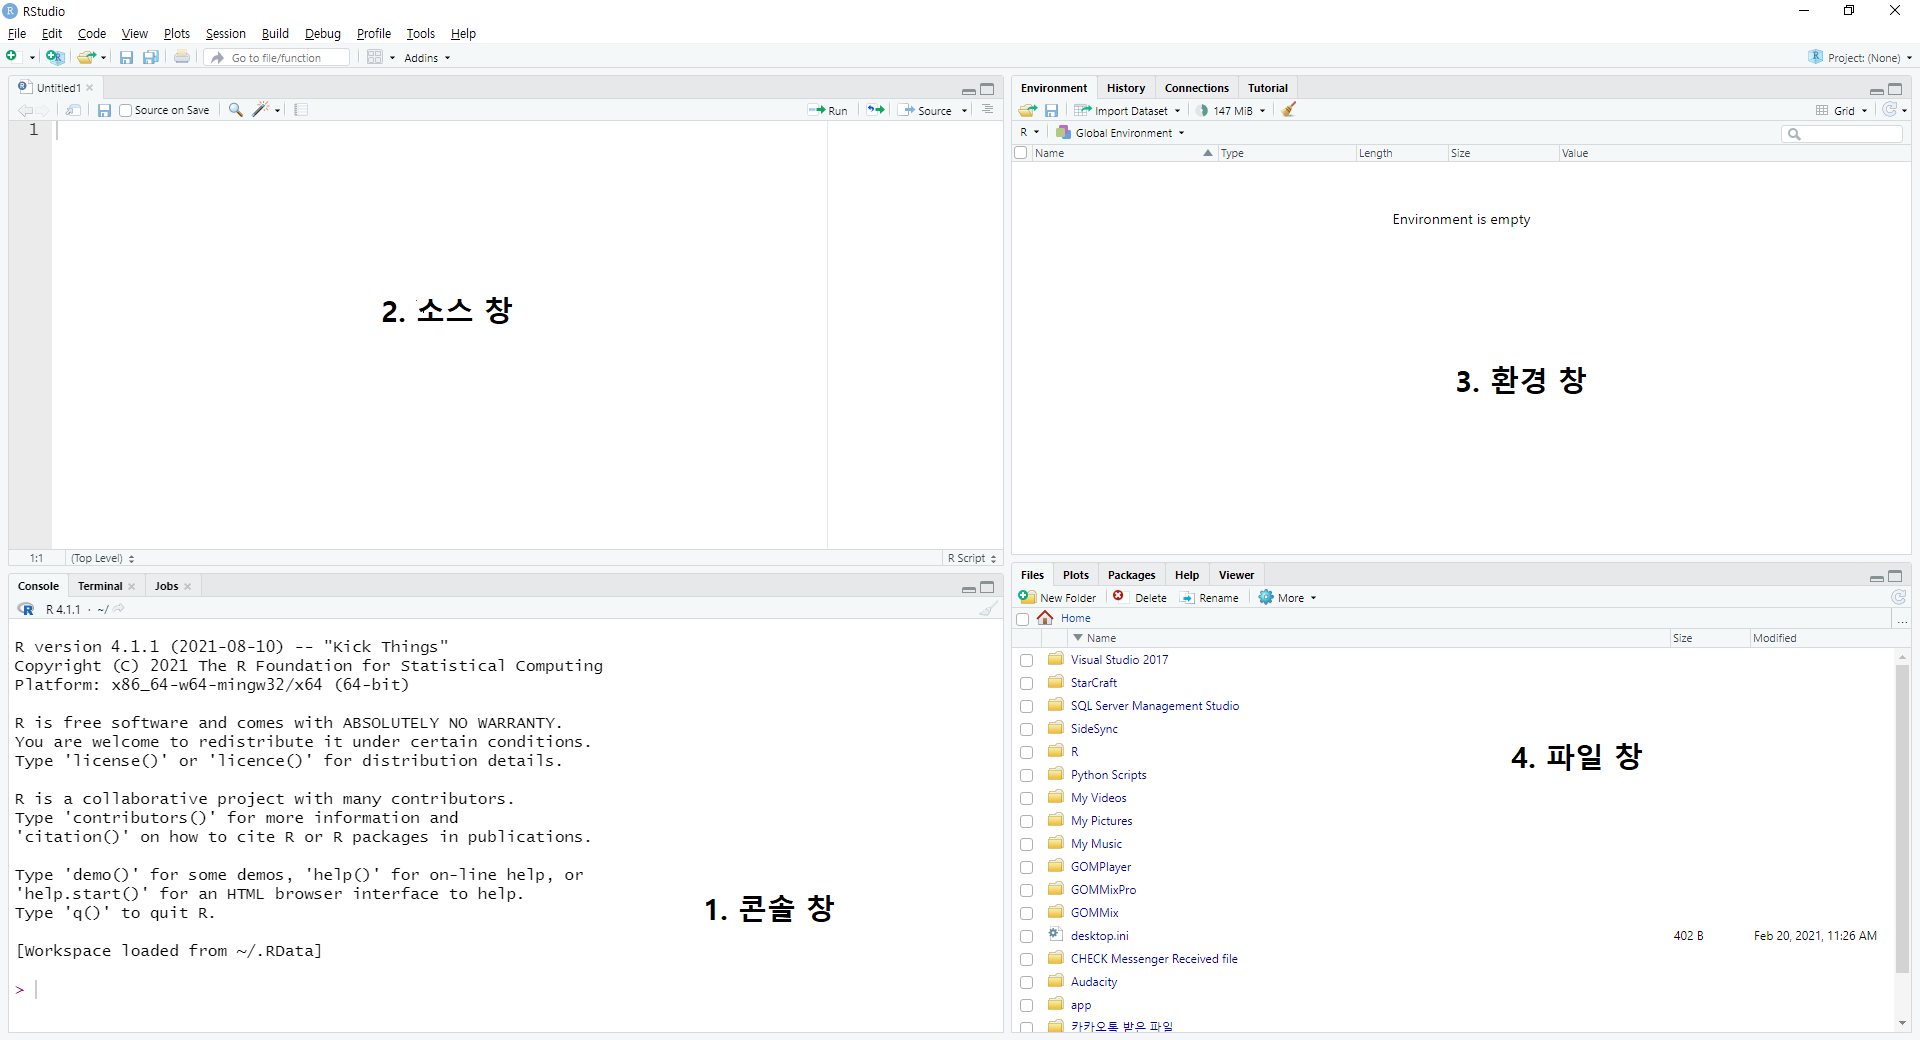 RStudio
File Edit Code View Plots Session Build Debug Profile Tools Help
Go to file/function Addins Project: (None)
Untitled1
Source on Save Run Source
1
2. 소스 창
1:1 (Top Level) R Script
Console Terminal Jobs
R 4.1.1 · ~/
R version 4.1.1 (2021-08-10) -- "Kick Things"
Copyright (C) 2021 The R Foundation for Statistical Computing
Platform: x86_64-w64-mingw32/x64 (64-bit)
R is free software and comes with ABSOLUTELY NO WARRANTY.
You are welcome to redistribute it under certain conditions.
Type 'license()' or 'licence()' for distribution details.
R is a collaborative project with many contributors.
Type 'contributors()' for more information and
'citation()' on how to cite R or R packages in publications.
Type 'demo()' for some demos, 'help()' for on-line help, or
'help.start()' for an HTML browser interface to help.
Type 'q()' to quit R.
1. 콘솔 창
[Workspace loaded from ~/.RData]
>
Environment History Connections Tutorial
Import Dataset 147 MiB Grid
R Global Environment
Name Type Length Size Value
Environment is empty
3. 환경 창
Files Plots Packages Help Viewer
New Folder Delete Rename More
Home ...
Name Size Modified
Visual Studio 2017
StarCraft
SQL Server Management Studio
SideSync
R
4. 파일 창
Python Scripts
My Videos
My Pictures
My Music
GOMPlayer
GOMMixPro
GOMMix
desktop.ini 402 B Feb 20, 2021, 11:26 AM
CHECK Messenger Received file
Audacity
app
카카오톡 받은 파일